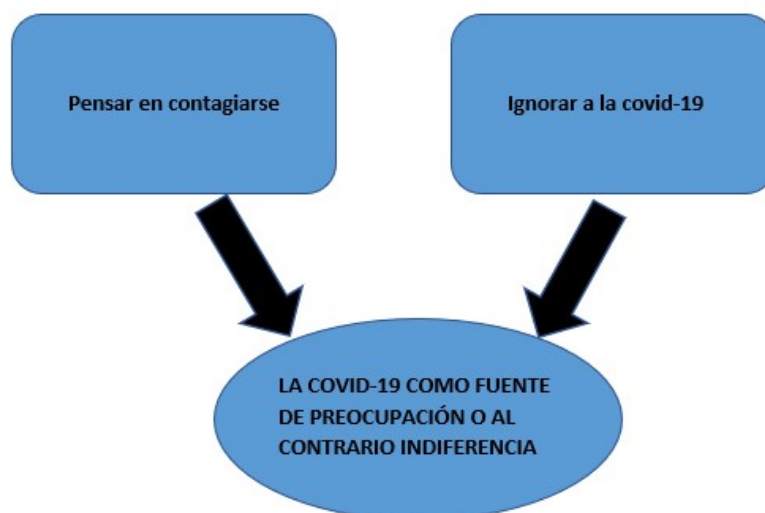 Pensar en contagiarse
Ignorar a la covid-19
LA COVID-19 COMO FUENTE
DE PREOCUPACIÓN O AL
CONTRARIO INDIFERENCIA